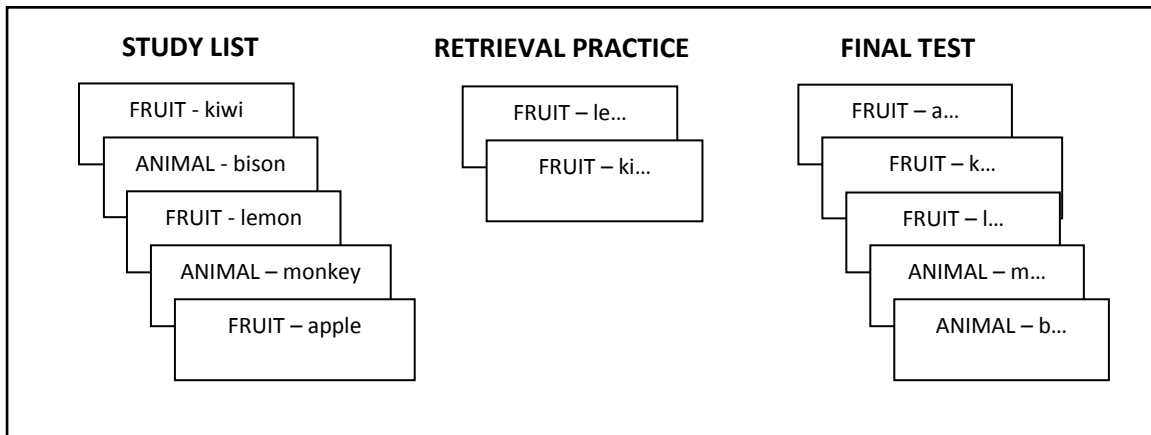 STUDY LIST
FRUIT - kiwi
ANIMAL - bison
FRUIT - lemon
ANIMAL – monkey
FRUIT – apple
RETRIEVAL PRACTICE
FRUIT – le...
FRUIT – ki...
FINAL TEST
FRUIT – a...
FRUIT – k...
FRUIT – l...
ANIMAL – m...
ANIMAL – b...